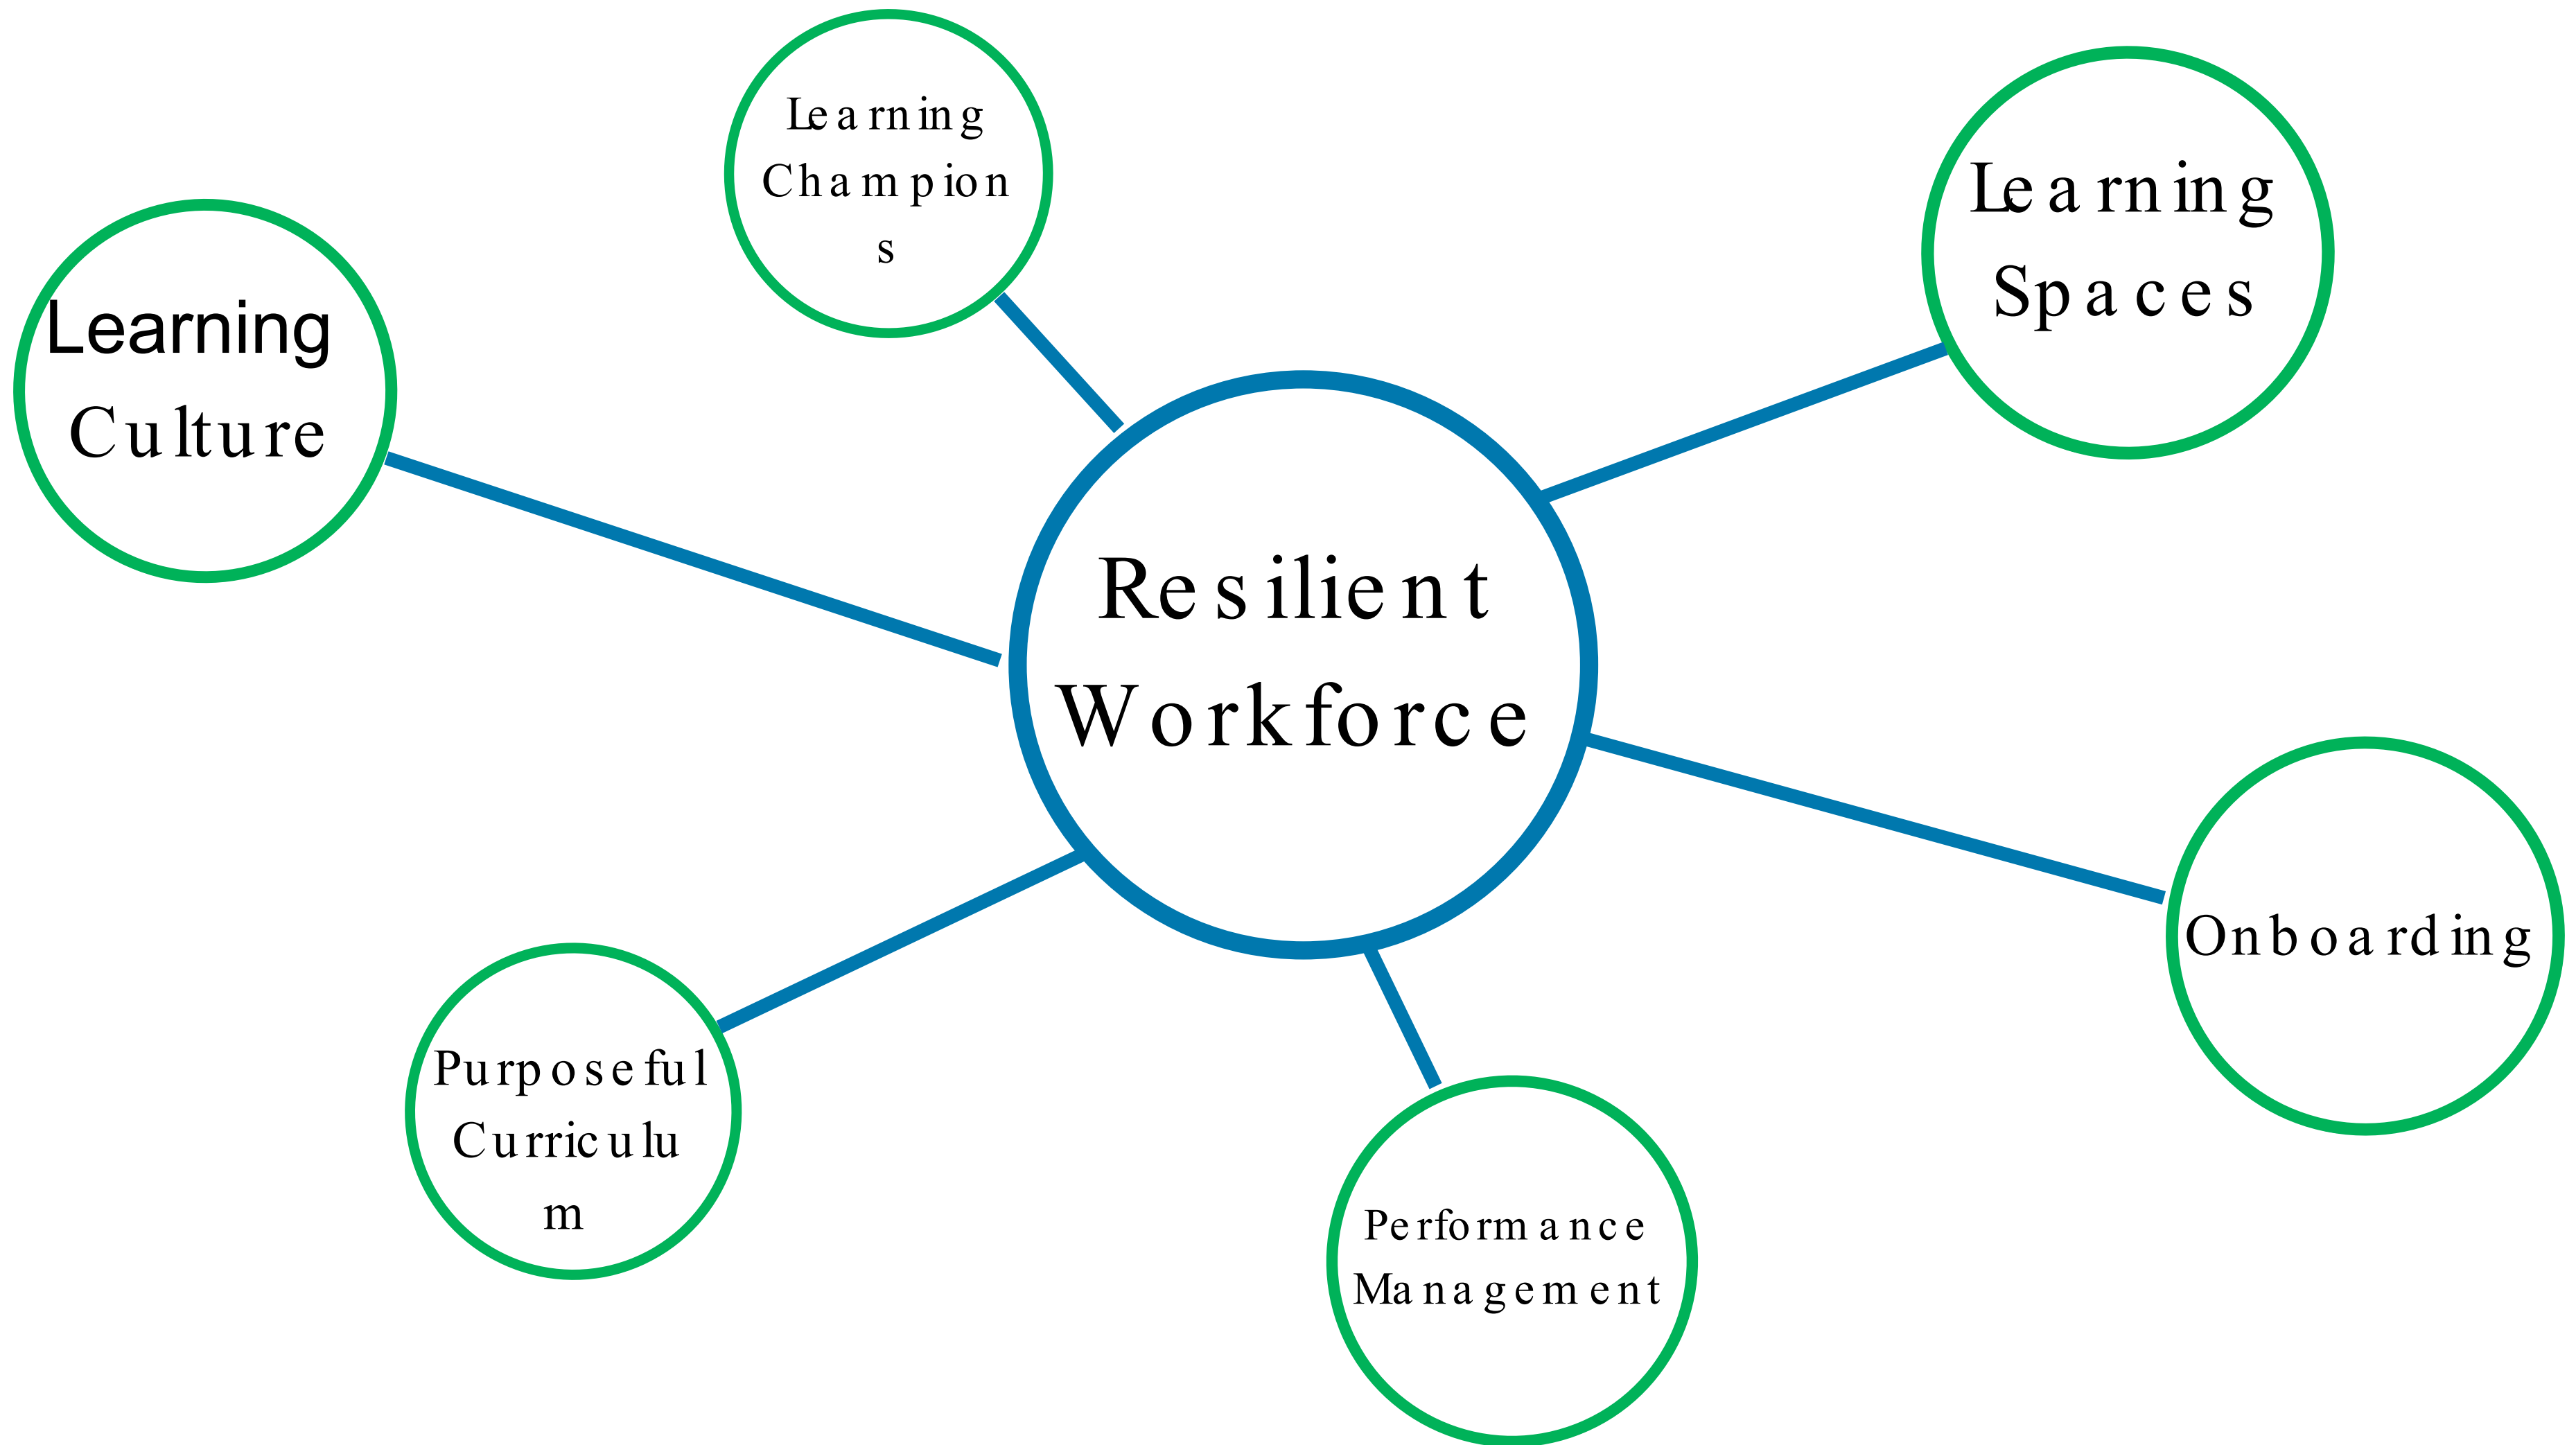 Learning
Champion
s
Learning
Spaces
Learning
Culture
Resilient
Workforce
Onboarding
Purposeful
Curriculu
m
Performance
Management